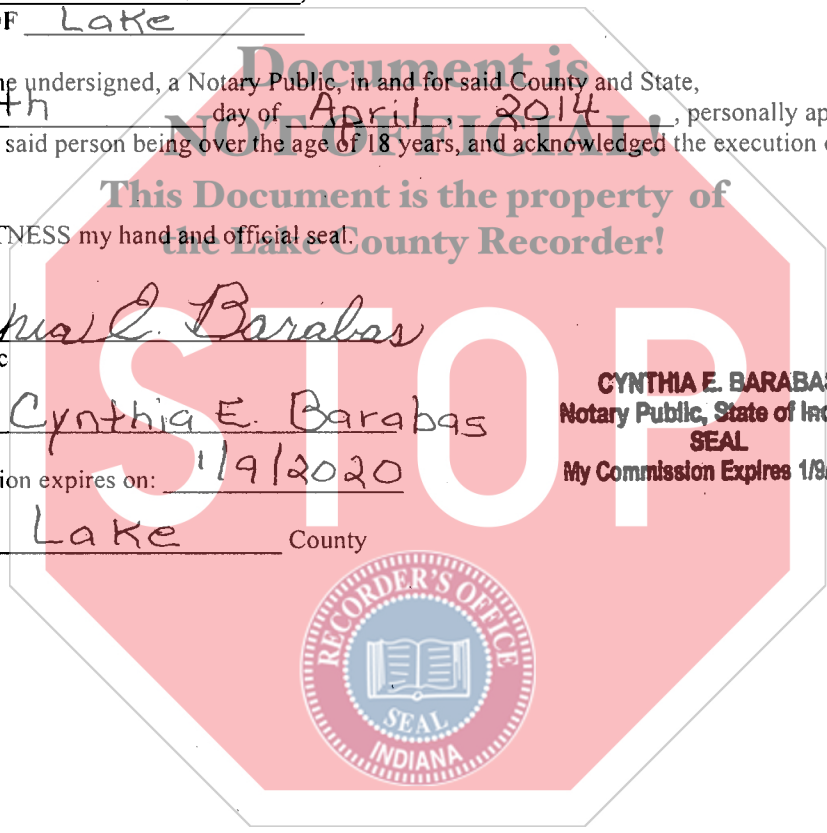 F Lake
Document is
he undersigned, a Notary Public, in and for said County and State,
th day of April, 2014, personally ap
NOT OFFICIAL!
said person being over the age of 18 years, and acknowledged the execution o
This Document is the property of
TNESS my hand and official seal.
the Lake County Recorder!
hia E. Barabas
c
STOP
CYNTHIA E. BARABAS
Cynthia E. Barabas
Notary Public, State of Ind
SEAL
ion expires on: 1/9/2020
My Commission Expires 1/9/
Lake County
RECORDER'S OFFICE
SEAL
INDIANA